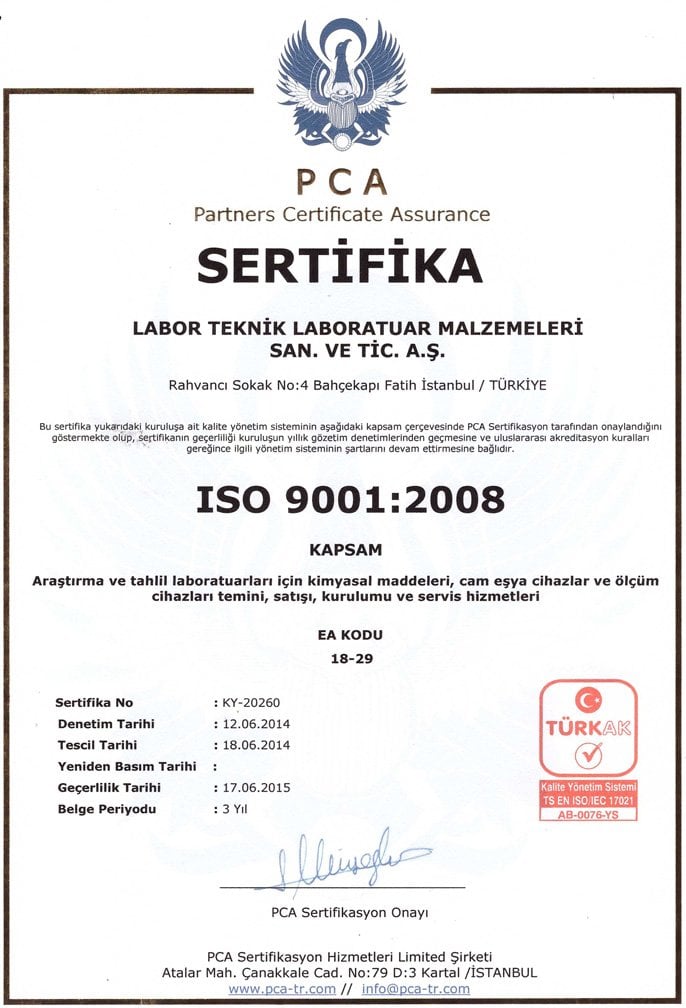 PCA
Partners Certificate Assurance
SERTİFİKA
LABOR TEKNİK LABORATUAR MALZEMELERİ
SAN. VE TİC. A.Ş.
Rahvancı Sokak No:4 Bahçekapı Fatih İstanbul / TÜRKİYE
Bu sertifika yukarıdaki kuruluşa ait kalite yönetim sisteminin aşağıdaki kapsam çerçevesinde PCA Sertifikasyon tarafından onaylandığını
göstermekte olup, sertifikanın geçerliliği kuruluşun yıllık gözetim denetimlerinden geçmesine ve uluslararası akreditasyon kuralları
gereğince ilgili yönetim sisteminin şartlarını devam ettirmesine bağlıdır.
ISO 9001:2008
KAPSAM
Araştırma ve tahlil laboratuarları için kimyasal maddeleri, cam eşya cihazlar ve ölçüm
cihazları temini, satışı, kurulumu ve servis hizmetleri
EA KODU
18-29
Sertifika No : KY-20260
Denetim Tarihi : 12.06.2014
Tescil Tarihi : 18.06.2014
Yeniden Basım Tarihi :
Geçerlilik Tarihi : 17.06.2015
Belge Periyodu : 3 Yıl
TÜRKAK
Kalite Yönetim Sistemi
TS EN ISO/IEC 17021
AB-0076-YS
PCA Sertifikasyon Onayı
PCA Sertifikasyon Hizmetleri Limited Şirketi
Atalar Mah. Çanakkale Cad. No:79 D:3 Kartal /İSTANBUL
www.pca-tr.com // info@pca-tr.com